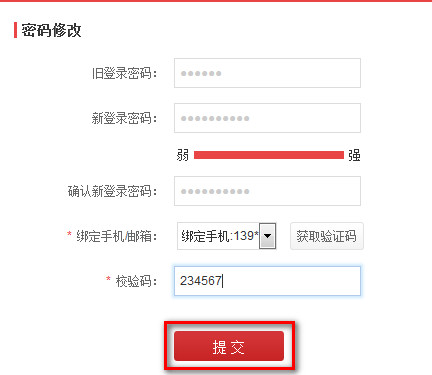 密码修改
旧登录密码： ●●●●●●
新登录密码： ●●●●●●●●●●
弱 强
确认新登录密码： ●●●●●●●●●●
* 绑定手机/邮箱： 绑定手机:139* 获取验证码
* 校验码： 234567
提 交